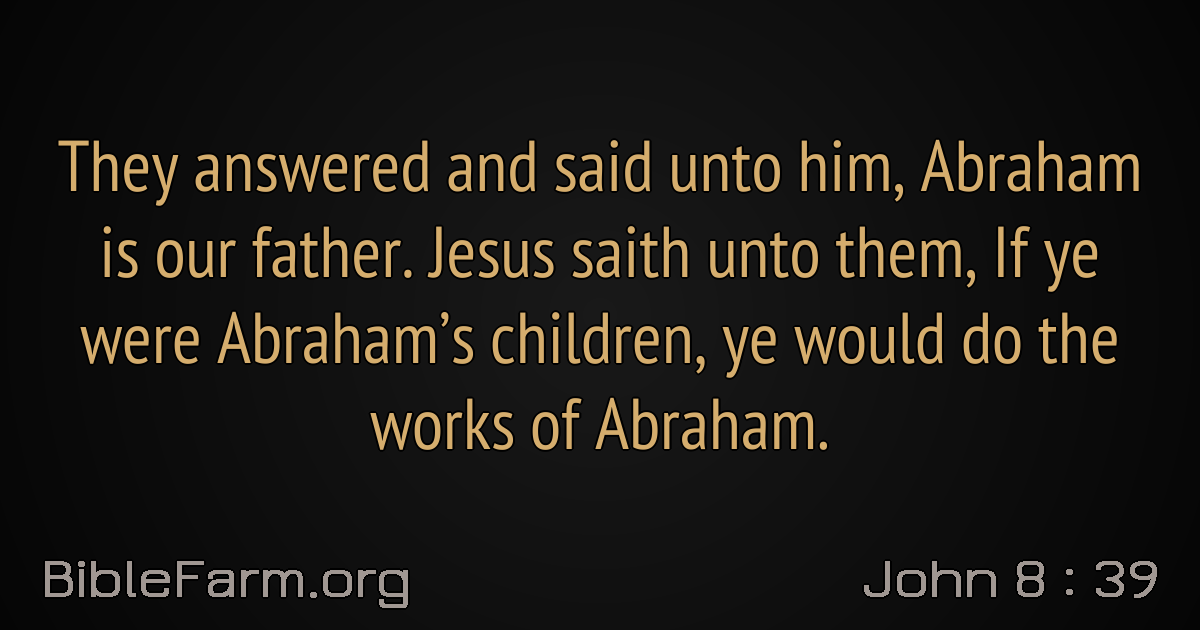 They answered and said unto him, Abraham
is our father. Jesus saith unto them, If ye
were Abraham’s children, ye would do the
works of Abraham.
BibleFarm.org
John 8 : 39